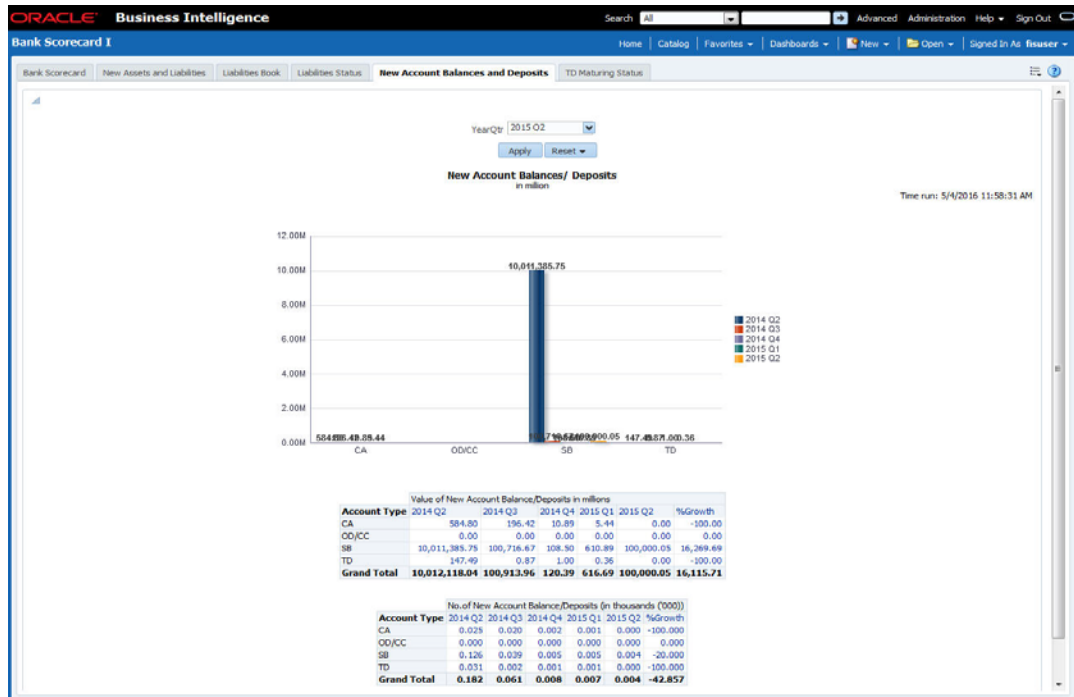 ORACLE Business Intelligence Search All Advanced Administration Help Sign Out
Bank Scorecard I Home Catalog Favorites Dashboards New Open Signed In As fisuser
Bank Scorecard New Assets and Liabilities Liabilities Book Liabilities Status New Account Balances and Deposits TD Maturing Status
YearQtr 2015 Q2
Apply Reset
New Account Balances/ Deposits
in million
Time run: 5/4/2016 11:58:31 AM
12.00M
10.00M
10,011,385.75
8.00M
2014 Q2
2014 Q3
2014 Q4
2015 Q1
2015 Q2
6.00M
4.00M
2.00M
0.00M
CA OD/CC SB TD
Value of New Account Balance/Deposits in millions
Account Type 2014 Q2 2014 Q3 2014 Q4 2015 Q1 2015 Q2 %Growth
CA 584.80 196.42 10.89 5.44 0.00 -100.00
OD/CC 0.00 0.00 0.00 0.00 0.00 0.00
SB 10,011,385.75 100,716.67 108.50 610.89 100,000.05 16,269.69
TD 147.49 0.87 1.00 0.36 0.00 -100.00
Grand Total 10,012,118.04 100,913.96 120.39 616.69 100,000.05 16,115.71
No.of New Account Balance/Deposits (in thousands ('000))
Account Type 2014 Q2 2014 Q3 2014 Q4 2015 Q1 2015 Q2 %Growth
CA 0.025 0.020 0.002 0.001 0.000 -100.000
OD/CC 0.000 0.000 0.000 0.000 0.000 0.000
SB 0.126 0.039 0.005 0.005 0.004 -20.000
TD 0.031 0.002 0.001 0.001 0.000 -100.000
Grand Total 0.182 0.061 0.008 0.007 0.004 -42.857